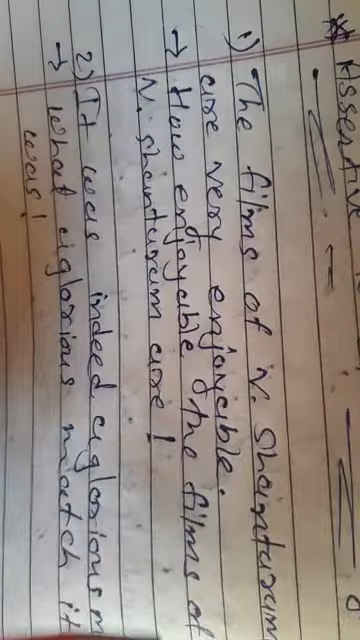 Assertive
1) The films of V. Shantaram
are very enjoyable.
→ How enjoyable the films of
V. Shantaram are!
2) It was indeed a glorious m
→ what a glorious match it
was!